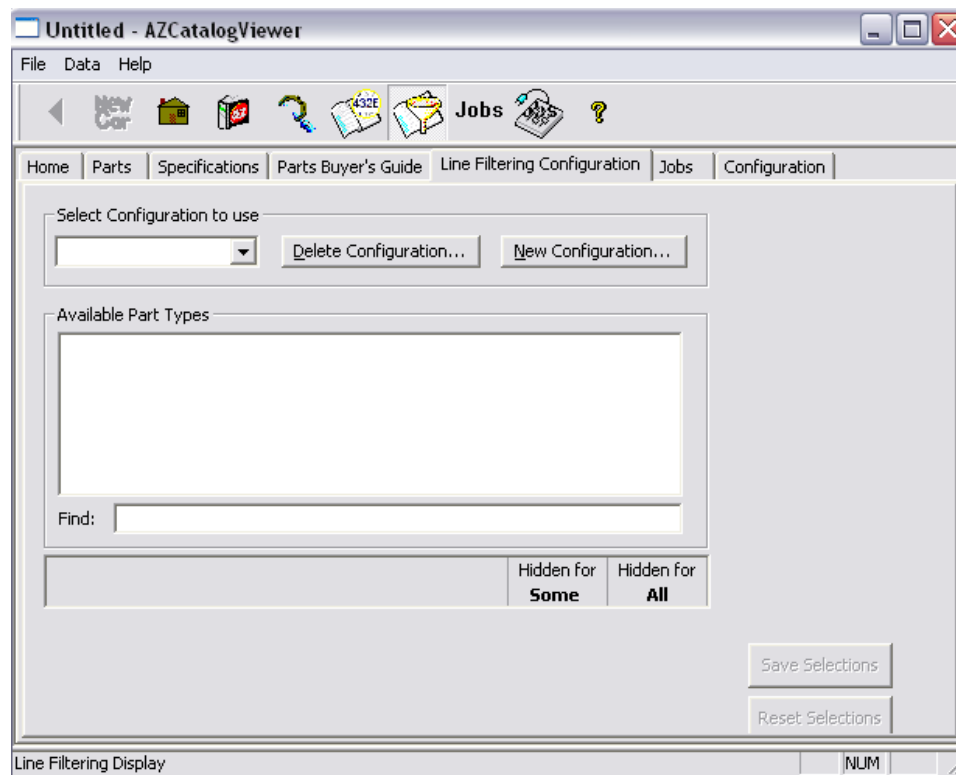 Untitled - AZCatalogViewer
File Data Help
New Car 432E Jobs Jobs ?
Home Parts Specifications Parts Buyer's Guide Line Filtering Configuration Jobs Configuration
Select Configuration to use
Delete Configuration... New Configuration...
Available Part Types
Find:
Hidden for Some Hidden for All
Save Selections
Reset Selections
Line Filtering Display NUM